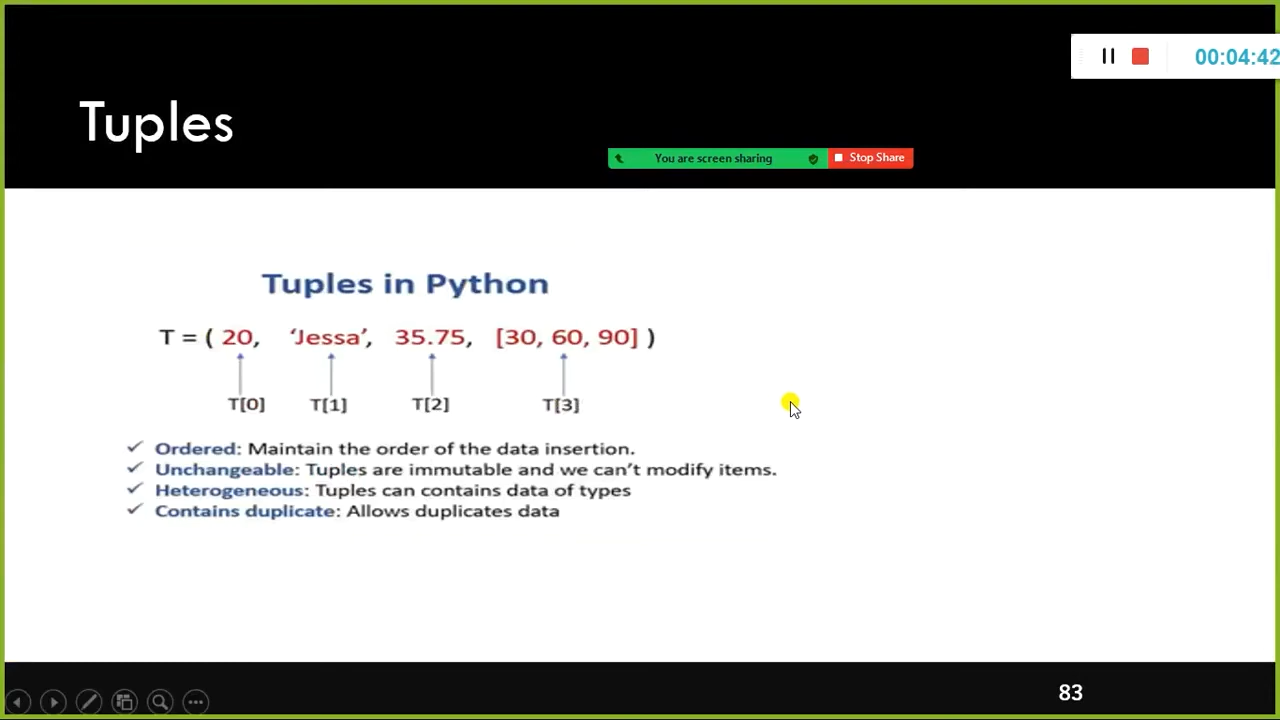 00:04:42
Tuples
You are screen sharing
Stop Share
Tuples in Python
T = ( 20, ‘Jessa’, 35.75, [30, 60, 90] )
T[0] T[1] T[2] T[3]
✓ Ordered: Maintain the order of the data insertion.
✓ Unchangeable: Tuples are immutable and we can’t modify items.
✓ Heterogeneous: Tuples can contains data of types
✓ Contains duplicate: Allows duplicates data
83